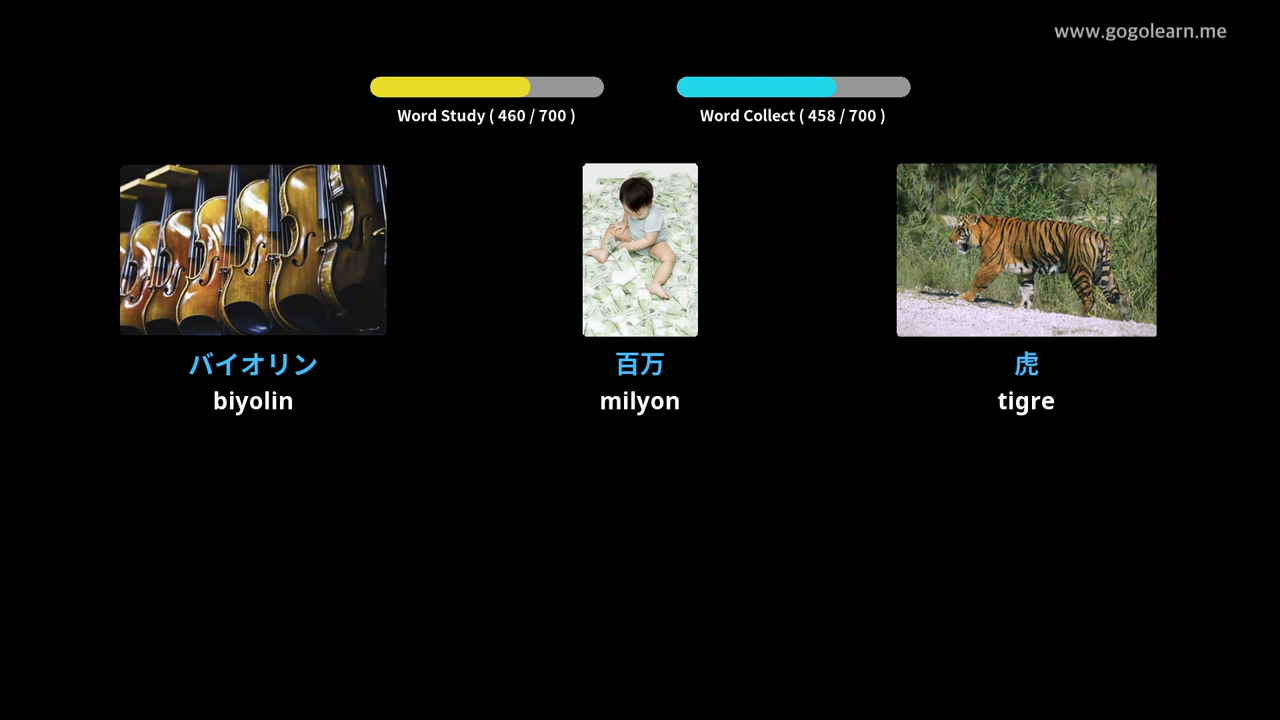 www.gogolearn.me
Word Study ( 460 / 700 )
Word Collect ( 458 / 700 )
バイオリン
百万
虎
biyolin
milyon
tigre